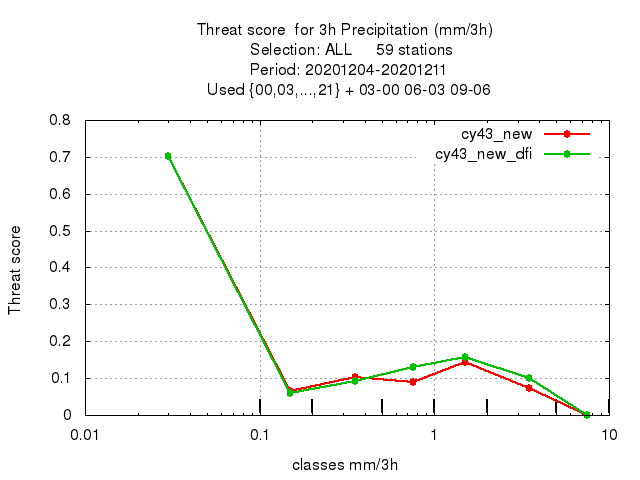 Threat score for 3h Precipitation (mm/3h)
Selection: ALL 59 stations
Period: 20201204-20201211
Used {00,03,...,21} + 03-00 06-03 09-06
cy43_new
cy43_new_dfi
0.8
0.7
0.6
0.5
0.4
0.3
0.2
0.1
0
Threat score
0.01 0.1 1 10
classes mm/3h